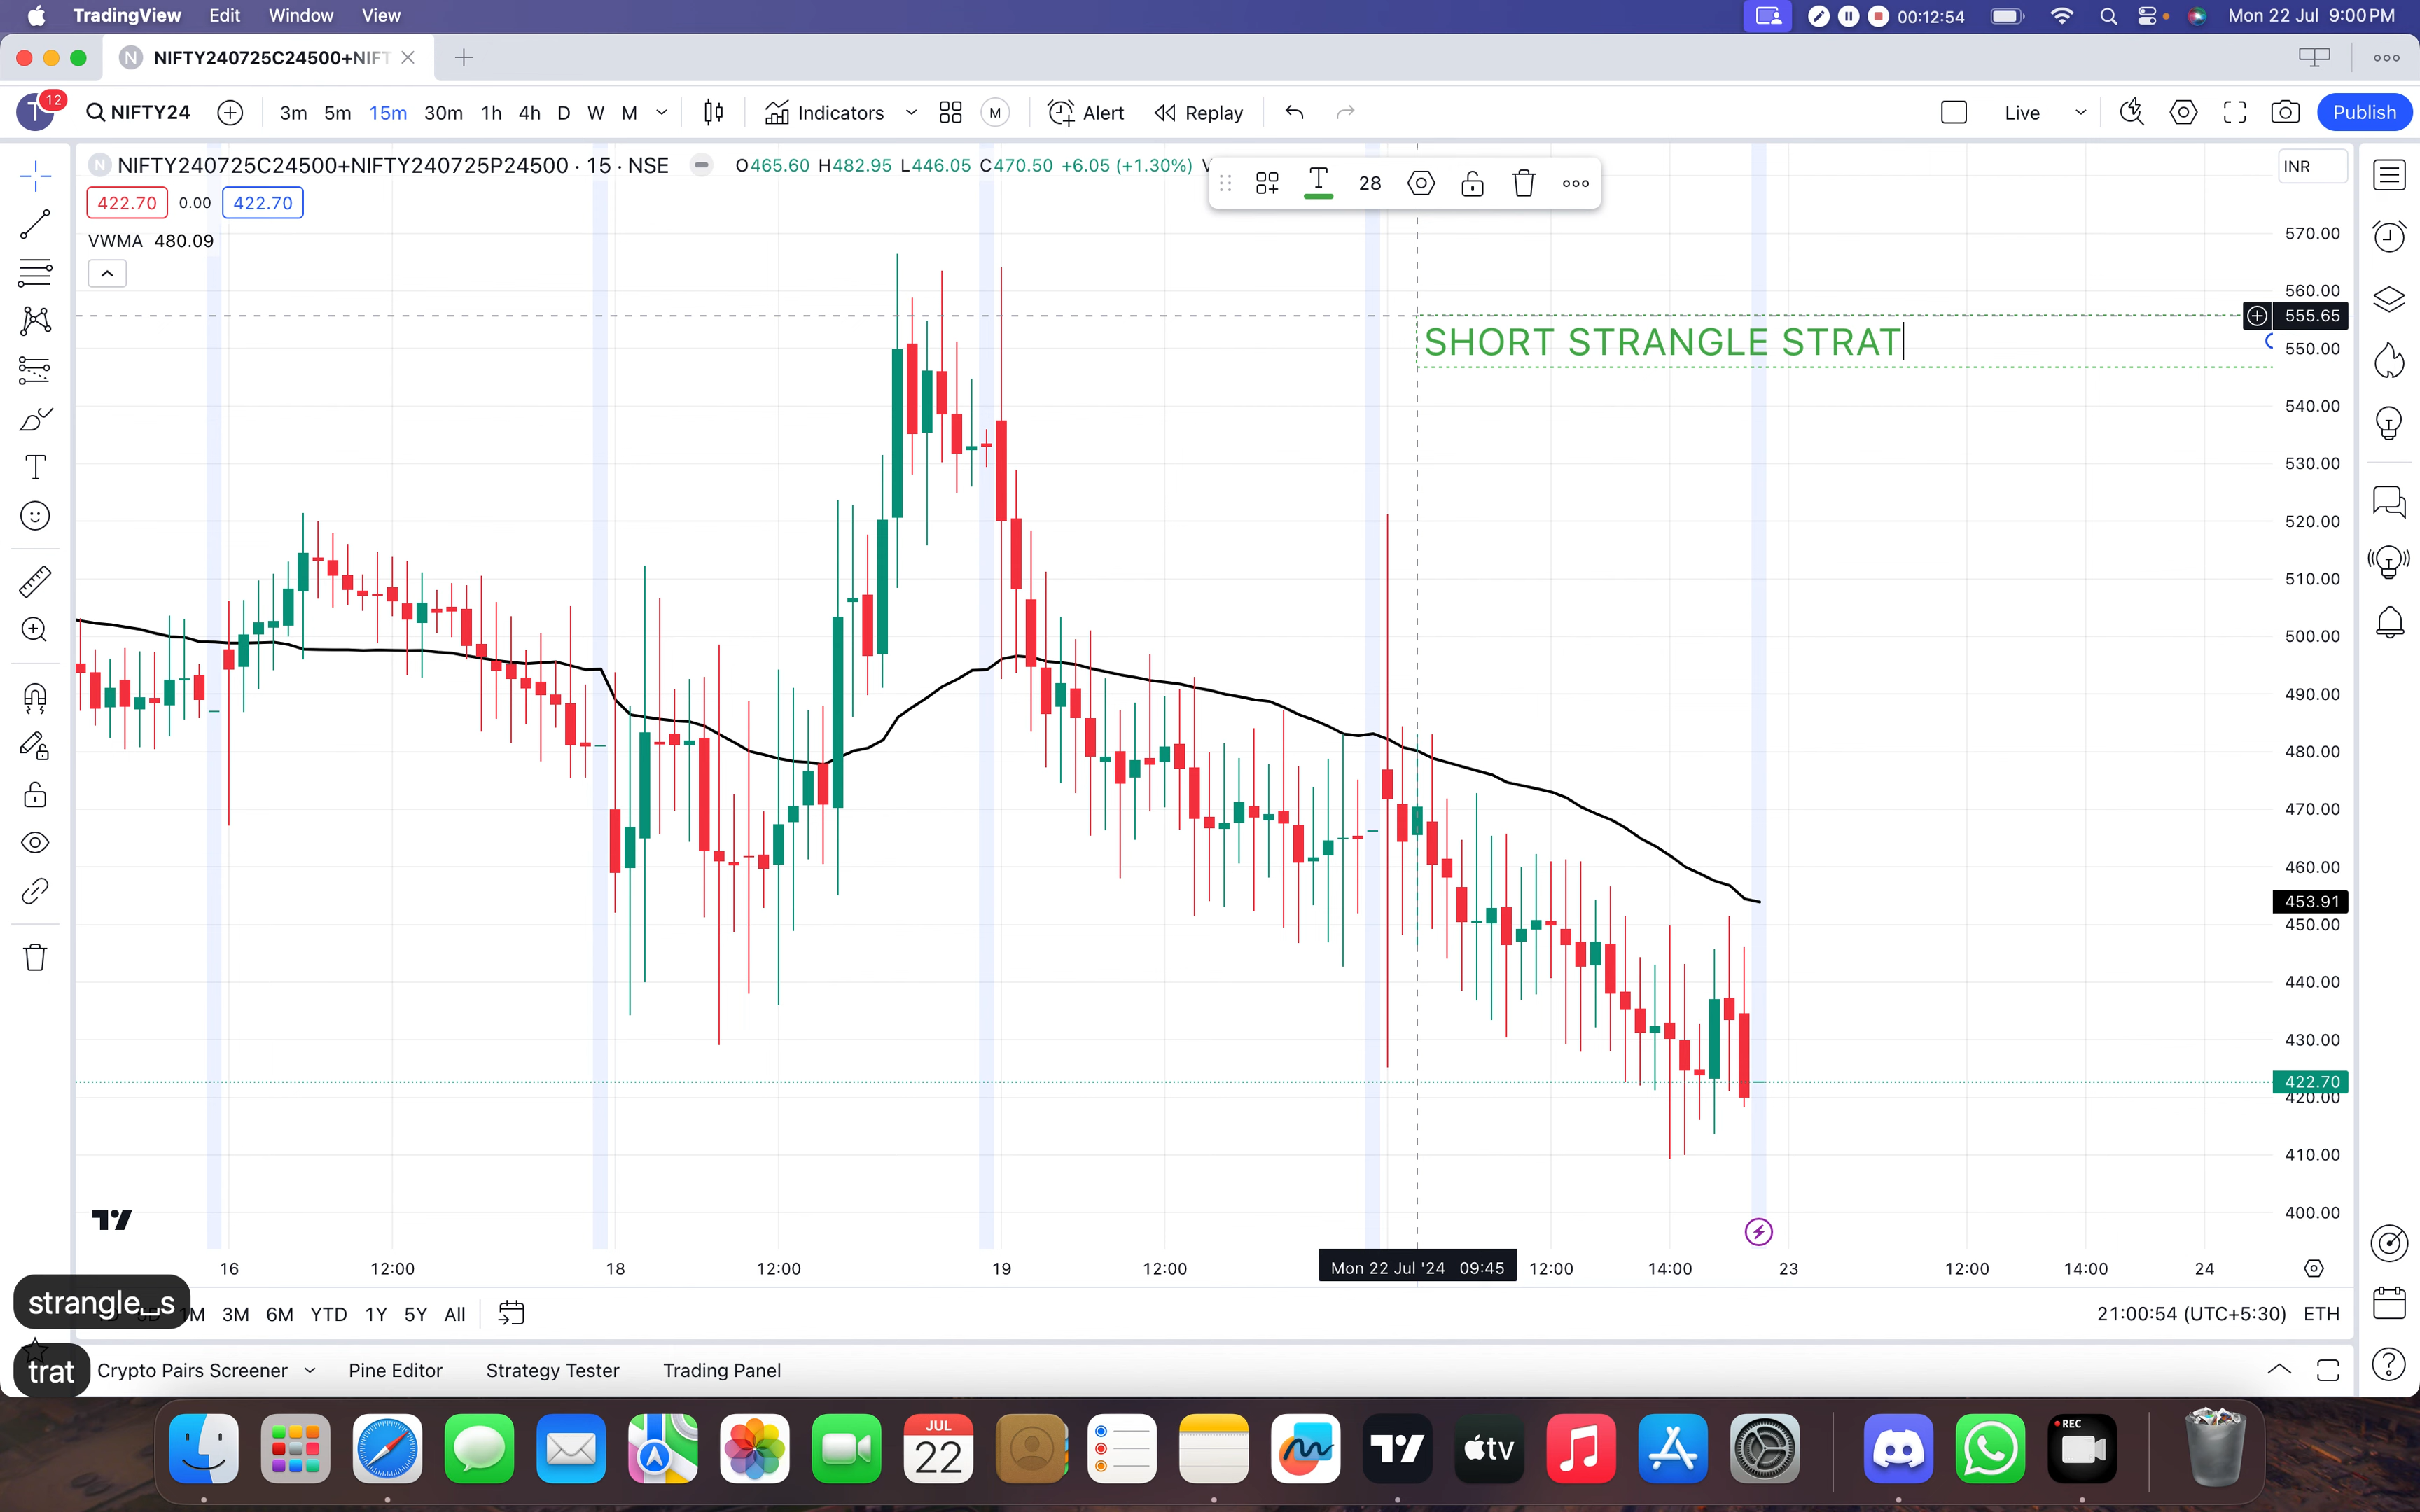 TradingView Edit Window View 00:12:54 Mon 22 Jul 9:00 PM
N NIFTY240725C24500+NIFT
T 12 NIFTY24 3m 5m 15m 30m 1h 4h D W M Indicators M Alert Replay Live Publish
N NIFTY240725C24500+NIFTY240725P24500 · 15 · NSE O465.60 H482.95 L446.05 C470.50 +6.05 (+1.30%) V
T 28
INR
422.70 0.00 422.70
VWMA 480.09
SHORT STRANGLE STRAT
570.00
560.00
555.65
550.00
540.00
530.00
520.00
510.00
500.00
490.00
480.00
470.00
460.00
453.91
450.00
440.00
430.00
422.70
420.00
410.00
400.00
16 12:00 18 12:00 19 12:00 Mon 22 Jul '24 09:45 12:00 14:00 23 12:00 14:00 24
strangle␣s
1M 3M 6M YTD 1Y 5Y All 21:00:54 (UTC+5:30) ETH
trat
Crypto Pairs Screener Pine Editor Strategy Tester Trading Panel
JUL
22
tv
REC